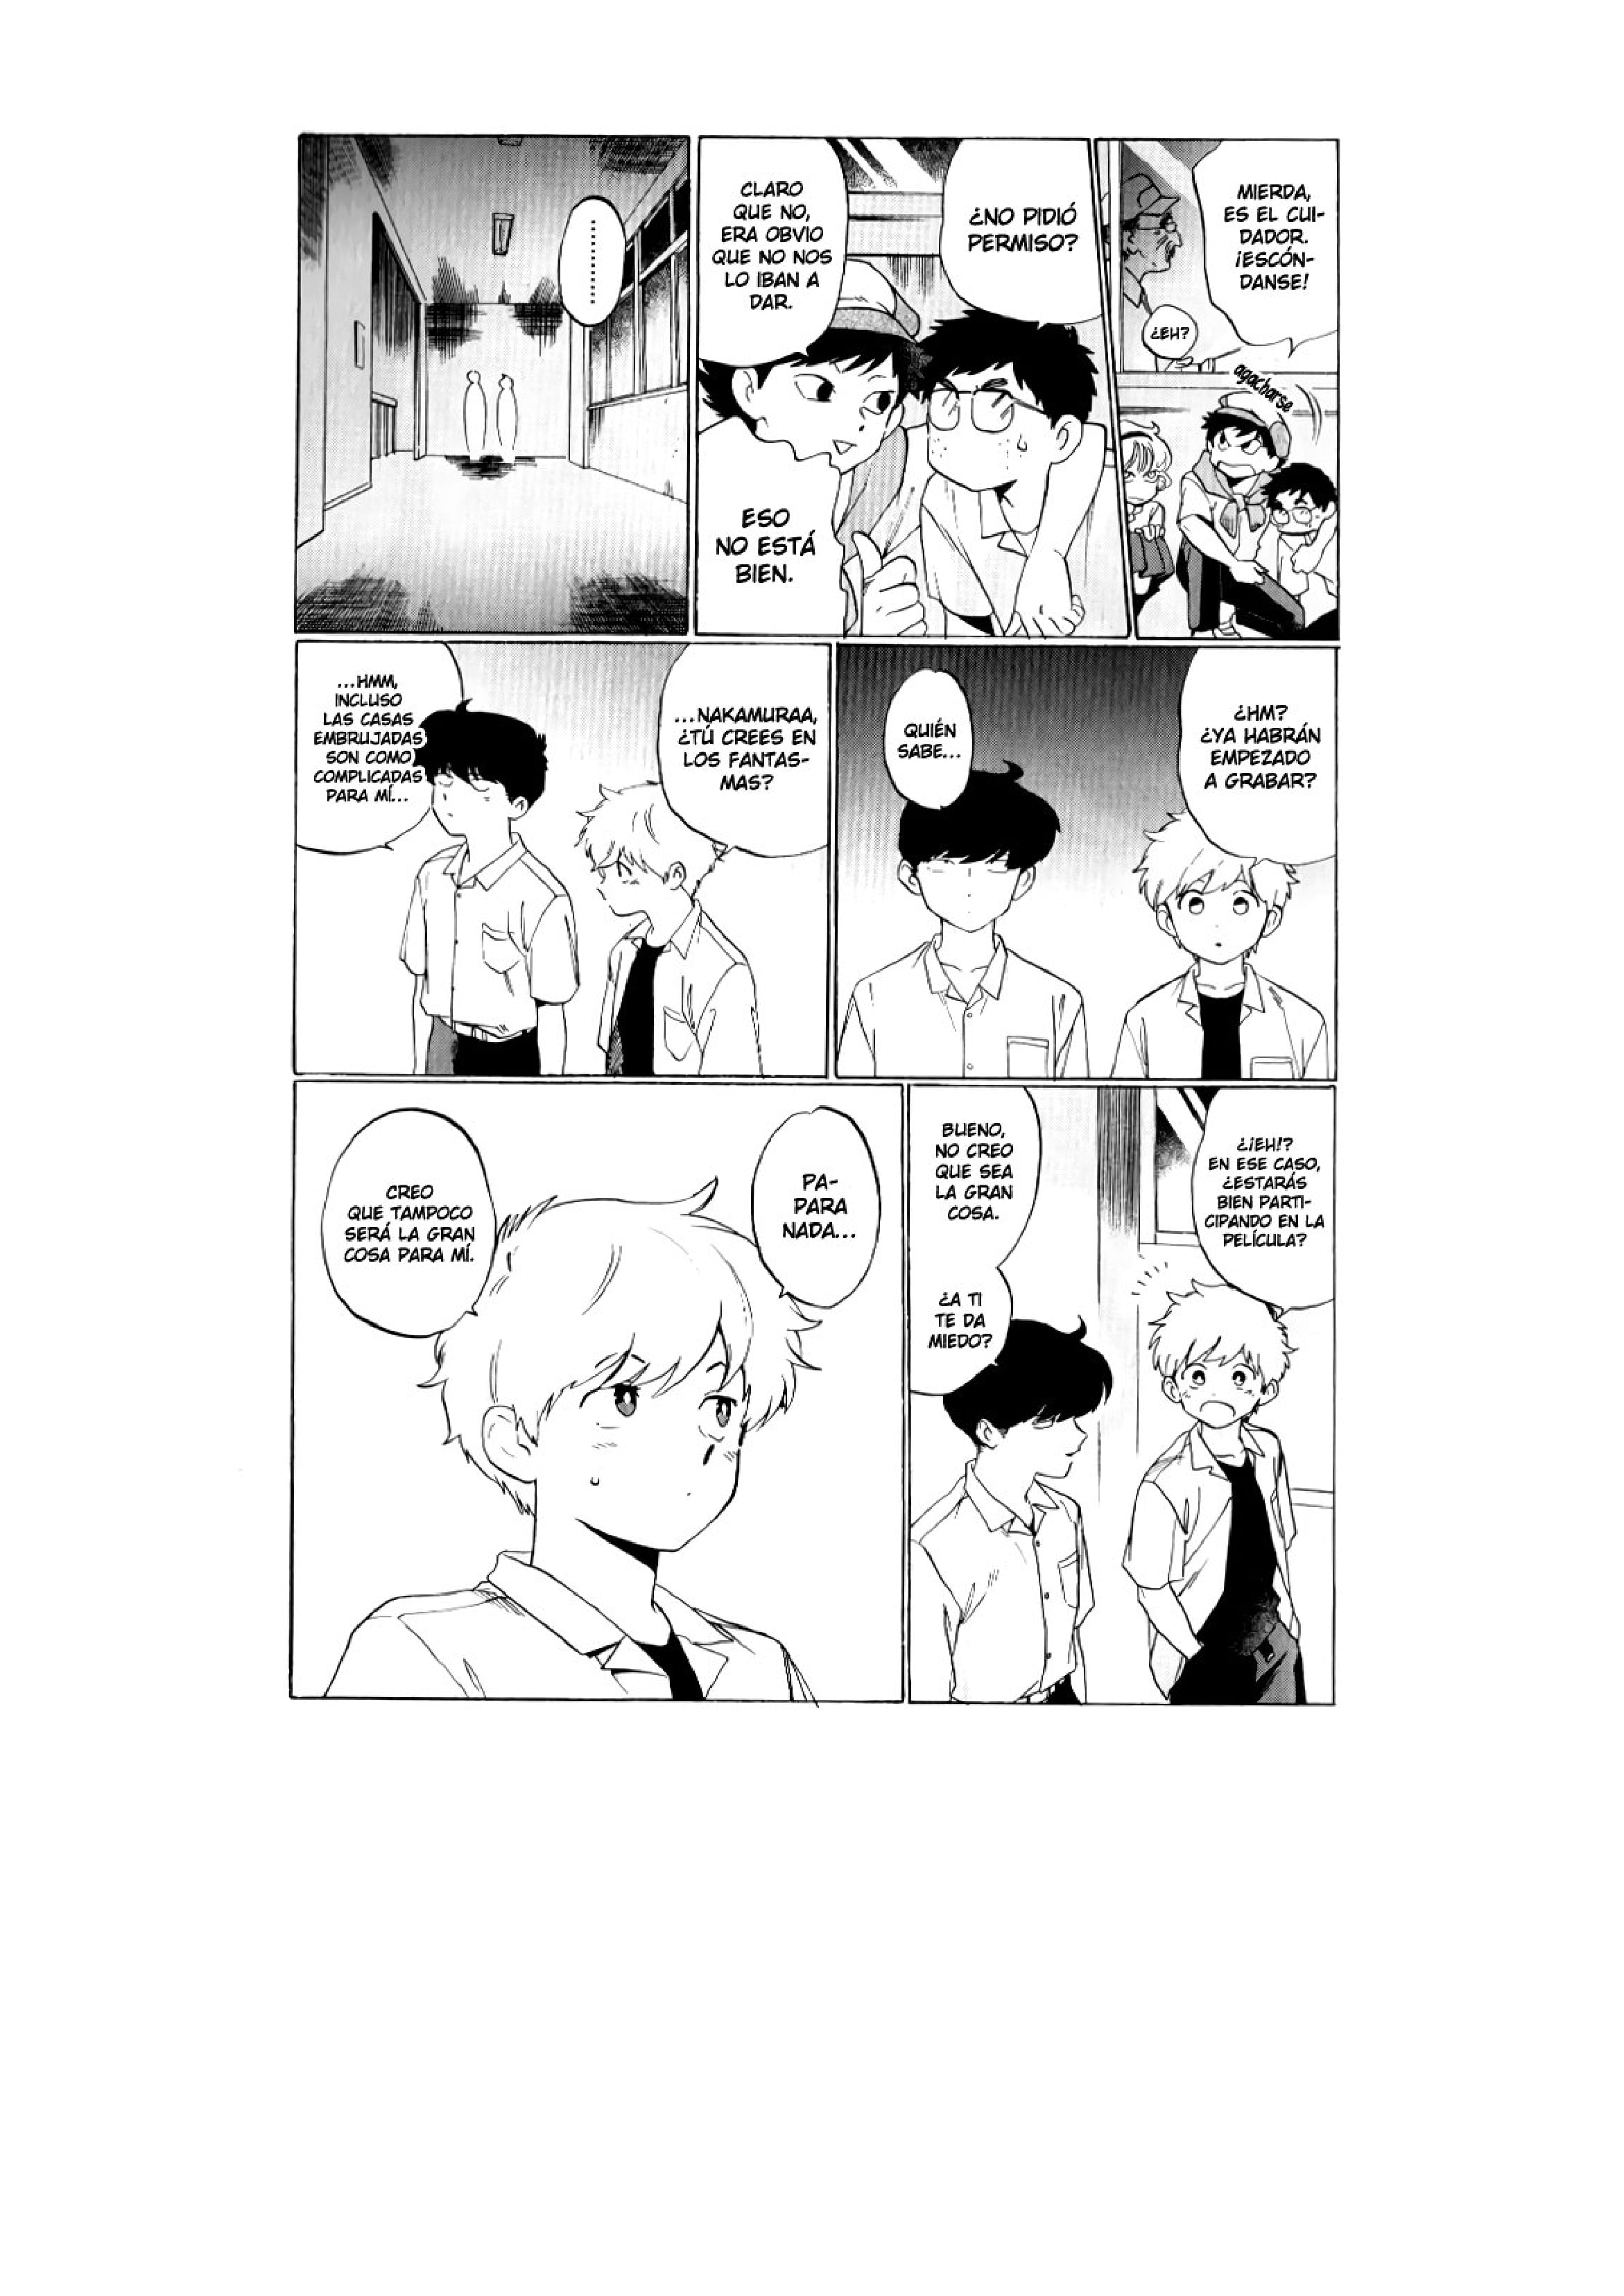 MIERDA,
ES EL CUI-
DADOR.
¡ESCÓN-
DANSE!
¿EH?
agacharse
¿NO PIDIÓ
PERMISO?
CLARO
QUE NO,
ERA OBVIO
QUE NO NOS
LO IBAN A
DAR.
ESO
NO ESTÁ
BIEN.
.........
¿HM?
¿YA HABRÁN
EMPEZADO
A GRABAR?
QUIÉN
SABE...
...NAKAMURAA,
¿TÚ CREES EN
LOS FANTAS-
MAS?
...HMM,
INCLUSO
LAS CASAS
EMBRUJADAS
SON COMO
COMPLICADAS
PARA MÍ...
¿¡EH!?
EN ESE CASO,
¿ESTARÁS
BIEN PARTI-
CIPANDO EN LA
PELÍCULA?
BUENO,
NO CREO
QUE SEA
LA GRAN
COSA.
¿A TI
TE DA
MIEDO?
PA-
PARA
NADA...
CREO
QUE TAMPOCO
SERÁ LA GRAN
COSA PARA MÍ.